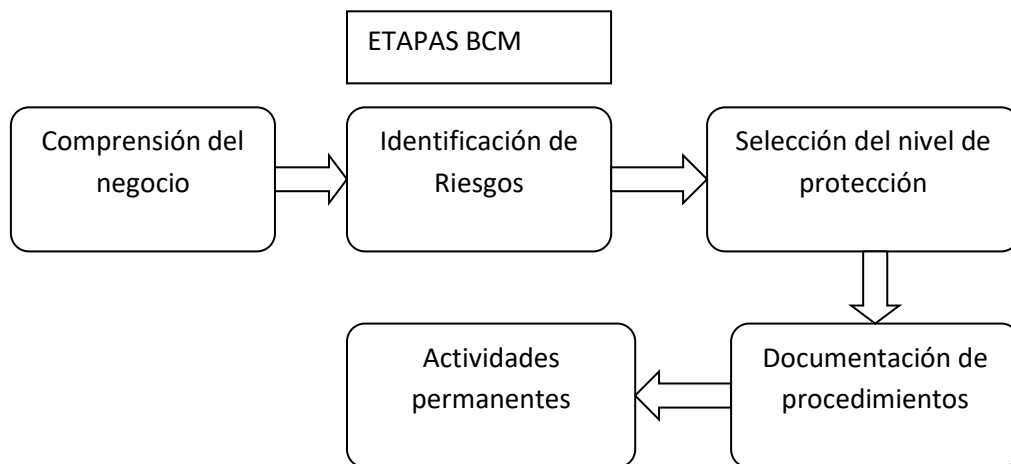 ETAPAS BCM
Comprensión del
negocio
Identificación de
Riesgos
Selección del nivel de
protección
Documentación de
procedimientos
Actividades
permanentes